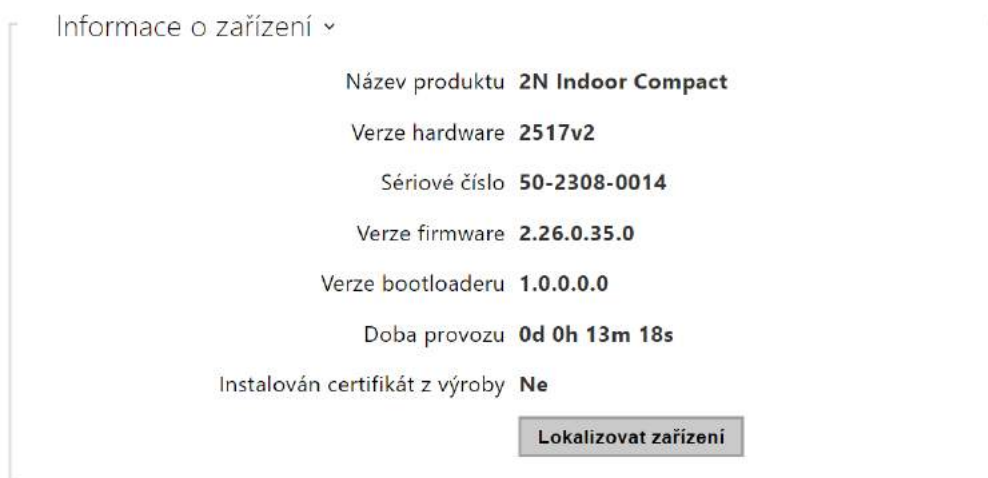 Informace o zařízení
Název produktu 2N Indoor Compact
Verze hardware 2517v2
Sériové číslo 50-2308-0014
Verze firmware 2.26.0.35.0
Verze bootloaderu 1.0.0.0.0
Doba provozu 0d 0h 13m 18s
Instalován certifikát z výroby Ne
Lokalizovat zařízení